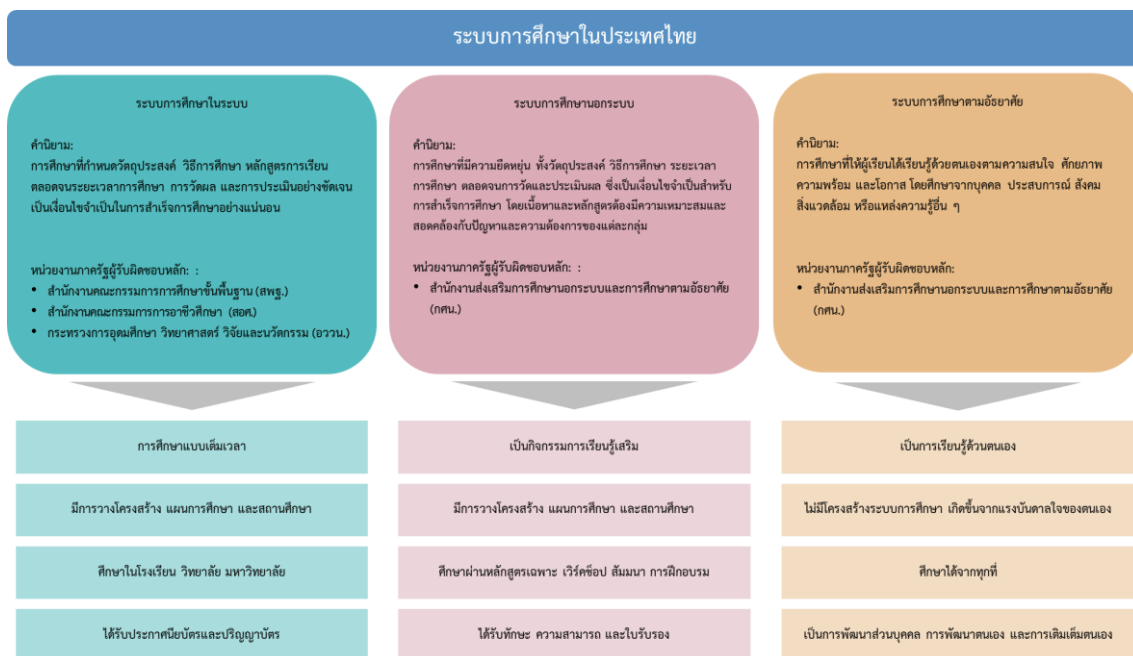 ระบบการศึกษาในประเทศไทย
ระบบการศึกษาในระบบ
คำนิยาม:
การศึกษาที่กำหนดวัตถุประสงค์ วิธีการศึกษา หลักสูตรการเรียน
ตลอดจนระยะเวลาการศึกษา การวัดผล และการประเมินอย่างชัดเจน
เป็นเงื่อนไขจำเป็นในการสำเร็จการศึกษาอย่างแน่นอน
หน่วยงานภาครัฐผู้รับผิดชอบหลัก: :
• สำนักงานคณะกรรมการการศึกษาขั้นพื้นฐาน (สพฐ.)
• สำนักงานคณะกรรมการการอาชีวศึกษา (สอศ.)
• กระทรวงการอุดมศึกษา วิทยาศาสตร์ วิจัยและนวัตกรรม (อววน.)
การศึกษาแบบเต็มเวลา
มีการวางโครงสร้าง แผนการศึกษา และสถานศึกษา
ศึกษาในโรงเรียน วิทยาลัย มหาวิทยาลัย
ได้รับประกาศนียบัตรและปริญญาบัตร
ระบบการศึกษานอกระบบ
คำนิยาม:
การศึกษาที่มีความยืดหยุ่น ทั้งวัตถุประสงค์ วิธีการศึกษา ระยะเวลา
การศึกษา ตลอดจนการวัดและประเมินผล ซึ่งเป็นเงื่อนไขจำเป็นสำหรับ
การสำเร็จการศึกษา โดยเนื้อหาและหลักสูตรต้องมีความเหมาะสมและ
สอดคล้องกับปัญหาและความต้องการของแต่ละกลุ่ม
หน่วยงานภาครัฐผู้รับผิดชอบหลัก: :
• สำนักงานส่งเสริมการศึกษานอกระบบและการศึกษาตามอัธยาศัย
(กศน.)
เป็นกิจกรรมการเรียนรู้เสริม
มีการวางโครงสร้าง แผนการศึกษา และสถานศึกษา
ศึกษาผ่านหลักสูตรเฉพาะ เวิร์คช็อป สัมมนา การฝึกอบรม
ได้รับทักษะ ความสามารถ และใบรับรอง
ระบบการศึกษาตามอัธยาศัย
คำนิยาม:
การศึกษาที่ให้ผู้เรียนได้เรียนรู้ด้วยตนเองตามความสนใจ ศักยภาพ
ความพร้อม และโอกาส โดยศึกษาจากบุคคล ประสบการณ์ สังคม
สิ่งแวดล้อม หรือแหล่งความรู้อื่น ๆ
หน่วยงานภาครัฐผู้รับผิดชอบหลัก:
• สำนักงานส่งเสริมการศึกษานอกระบบและการศึกษาตามอัธยาศัย
(กศน.)
เป็นการเรียนรู้ด้วนตนเอง
ไม่มีโครงสร้างระบบการศึกษา เกิดขึ้นจากแรงบันดาลใจของตนเอง
ศึกษาได้จากทุกที่
เป็นการพัฒนาส่วนบุคคล การพัฒนาตนเอง และการเติมเต็มตนเอง